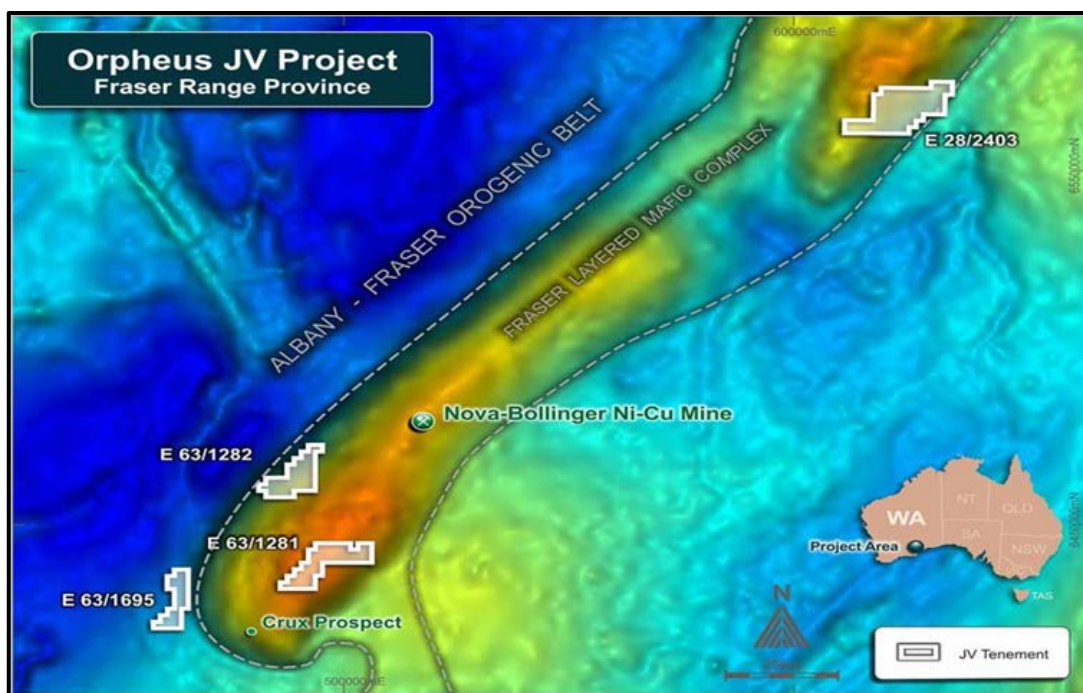 Orpheus JV Project
Fraser Range Province
600000mE
E 28/2403
6550000mN
ALBANY - FRASER OROGENIC BELT
FRASER LAYERED MAFIC COMPLEX
Nova-Bollinger Ni-Cu Mine
E 63/1282
E 63/1281
E 63/1695
Crux Prospect
500000mE
N
WA
NT
QLD
SA
NSW
TAS
Project Area
JV Tenement